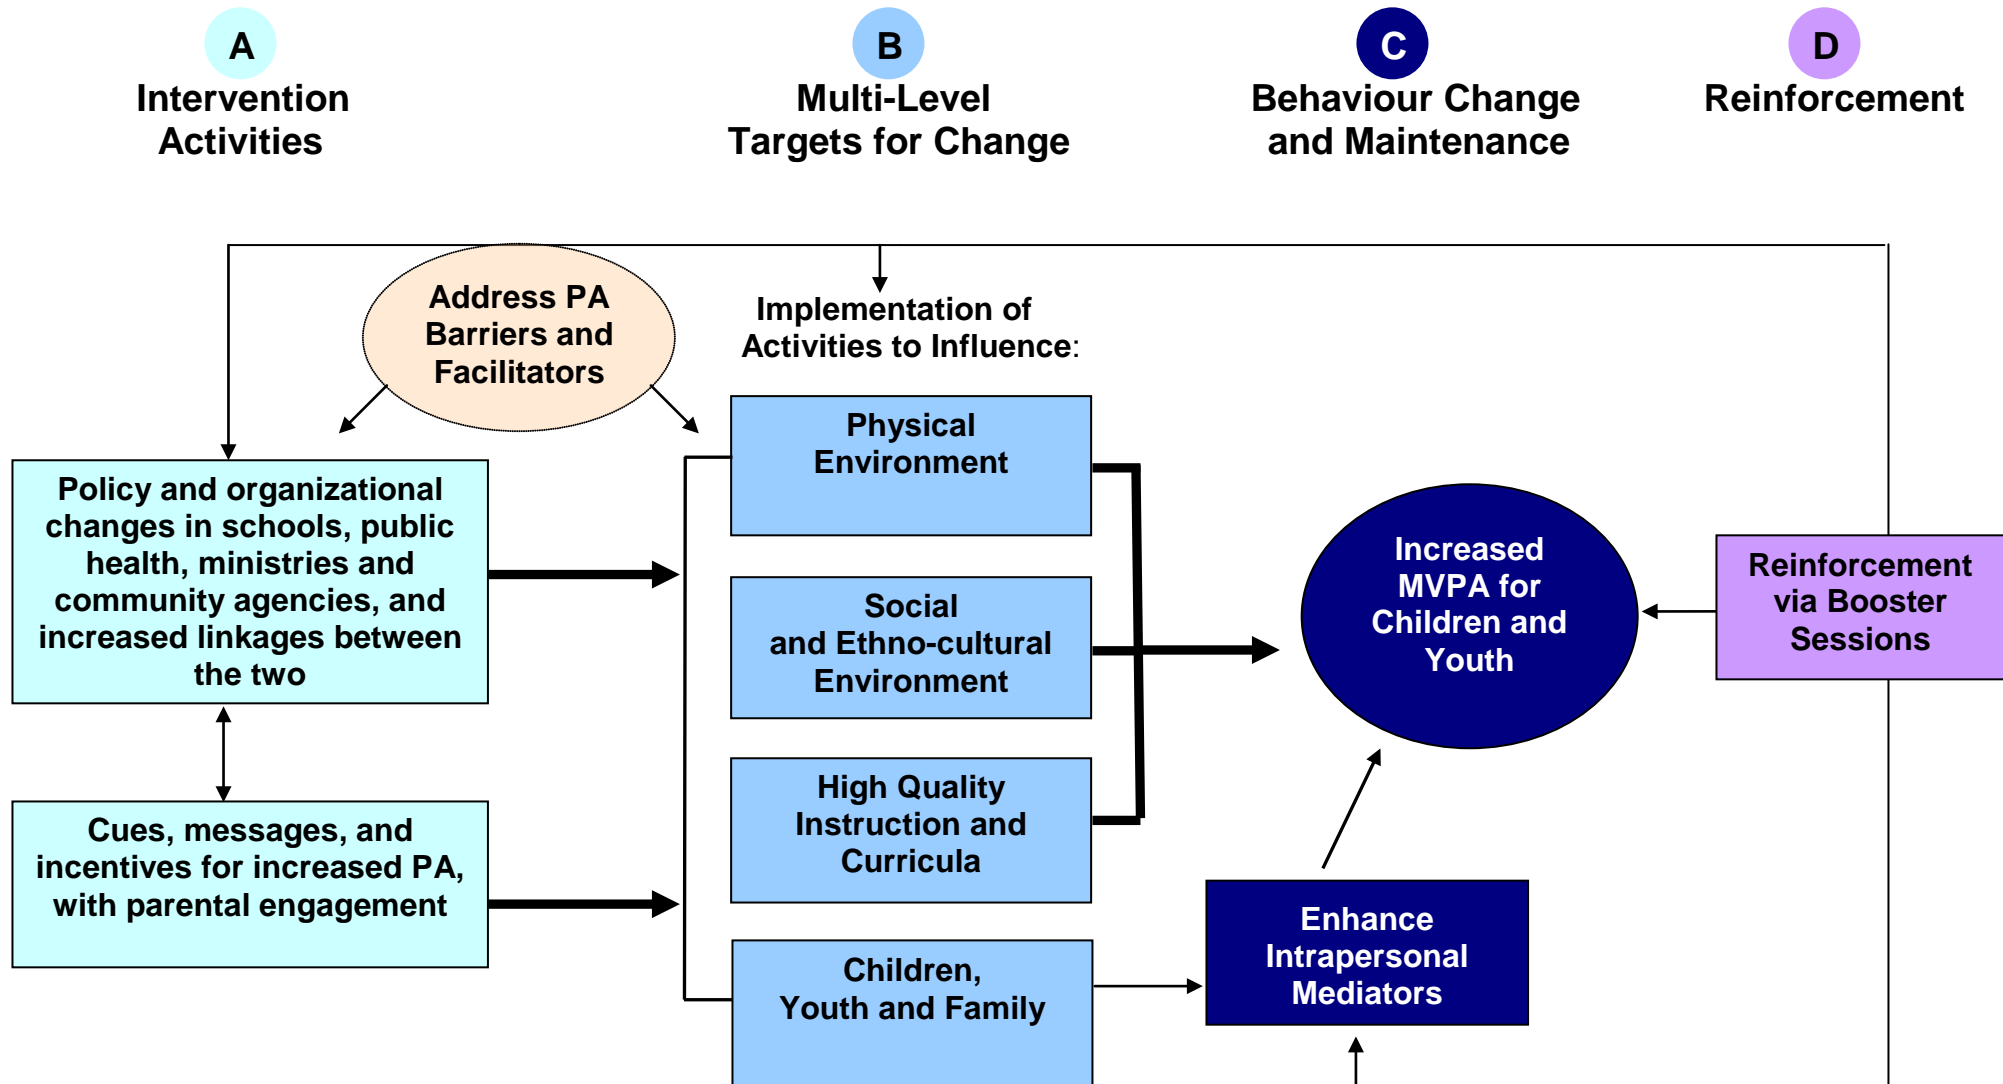 A
Intervention
Activities
B
Multi-Level
Targets for Change
C
Behaviour Change
and Maintenance
D
Reinforcement
Address PA
Barriers and
Facilitators
Implementation of
Activities to Influence:
Policy and organizational
changes in schools, public
health, ministries and
community agencies, and
increased linkages between
the two
Cues, messages, and
incentives for increased PA,
with parental engagement
Physical
Environment
Social
and Ethno-cultural
Environment
High Quality
Instruction and
Curricula
Children,
Youth and Family
Increased
MVPA for
Children and
Youth
Enhance
Intrapersonal
Mediators
Reinforcement
via Booster
Sessions